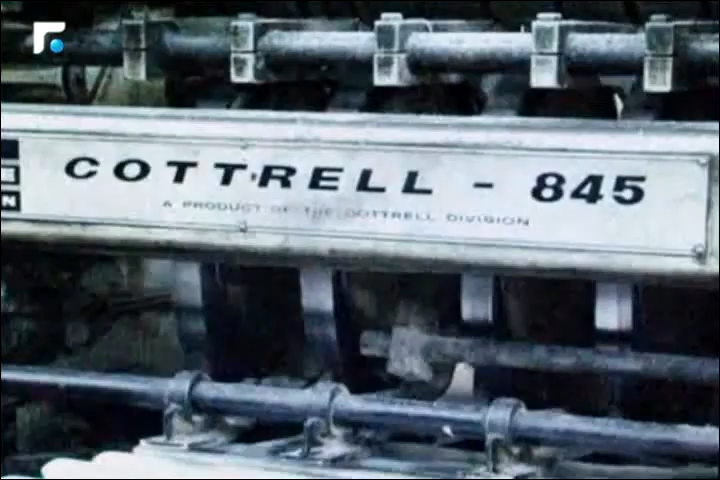 COTTRELL - 845
A PRODUCT OF THE COTTRELL DIVISION